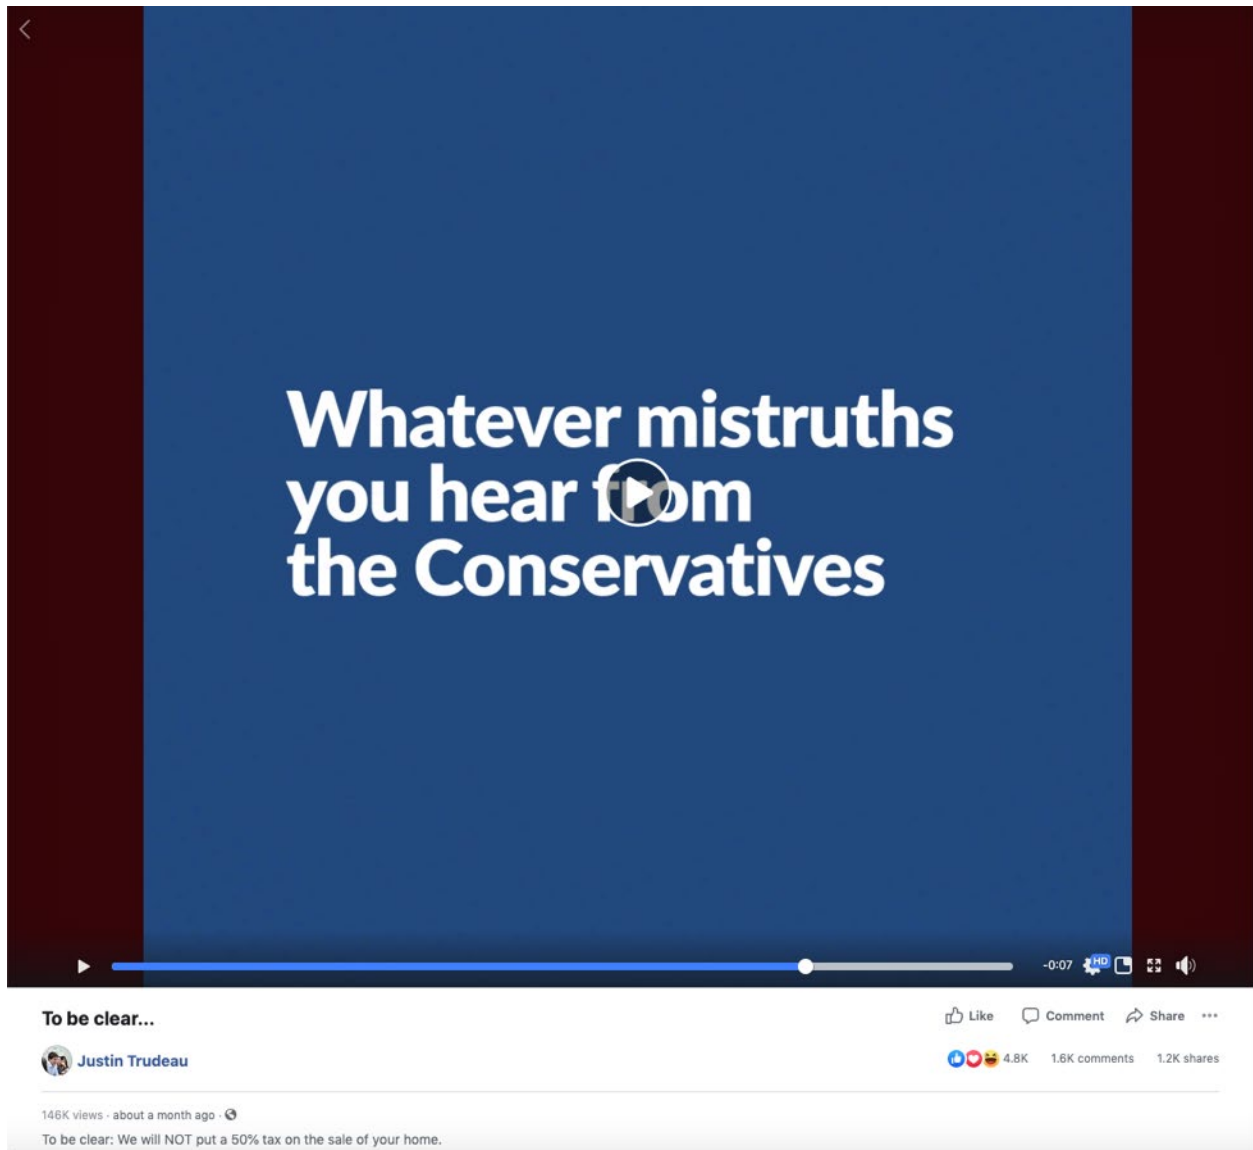 Whatever mistruths
you hear from
the Conservatives
-0:07 HD
To be clear...
Like Comment Share
Justin Trudeau
4.8K 1.6K comments 1.2K shares
146K views · about a month ago ·
To be clear: We will NOT put a 50% tax on the sale of your home.